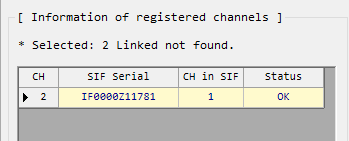 [ Information of registered channels ]
* Selected: 2 Linked not found.
CH SIF Serial CH in SIF Status
2 IF0000Z11781 1 OK